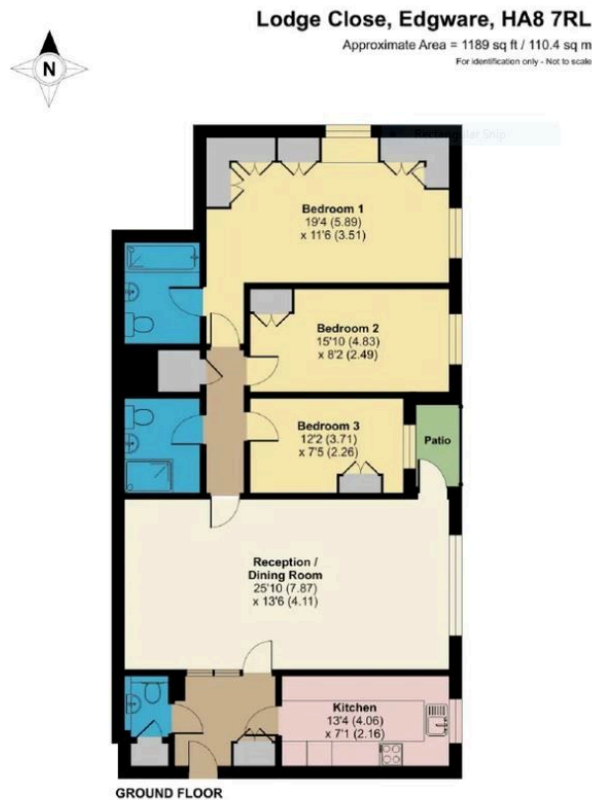 Lodge Close, Edgware, HA8 7RL
Approximate Area = 1189 sq ft / 110.4 sq m
For identification only - Not to scale
N
Rectangular Snip
Bedroom 1
19'4 (5.89)
x 11'6 (3.51)
Bedroom 2
15'10 (4.83)
x 8'2 (2.49)
Bedroom 3
12'2 (3.71)
x 7'5 (2.26)
Patio
Reception /
Dining Room
25'10 (7.87)
x 13'6 (4.11)
Kitchen
13'4 (4.06)
x 7'1 (2.16)
GROUND FLOOR